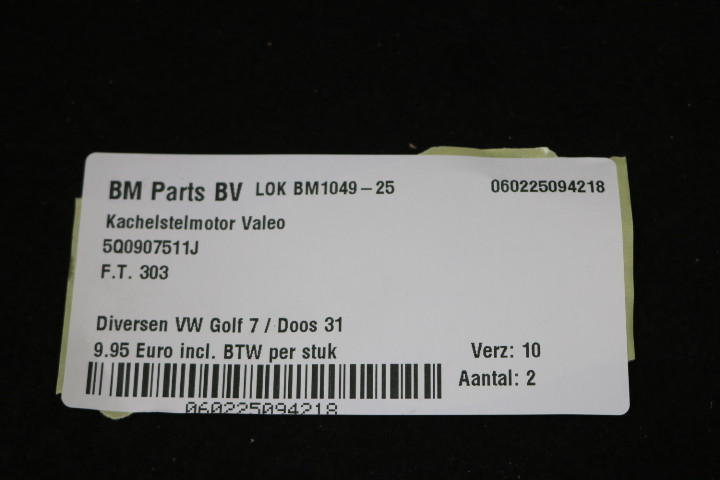 BM Parts BV LOK BM1049-25 060225094218
Kachelstelmotor Valeo
5Q0907511J
F.T. 303
Diversen VW Golf 7 / Doos 31
9.95 Euro incl. BTW per stuk Verz: 10
Aantal: 2
060225094218